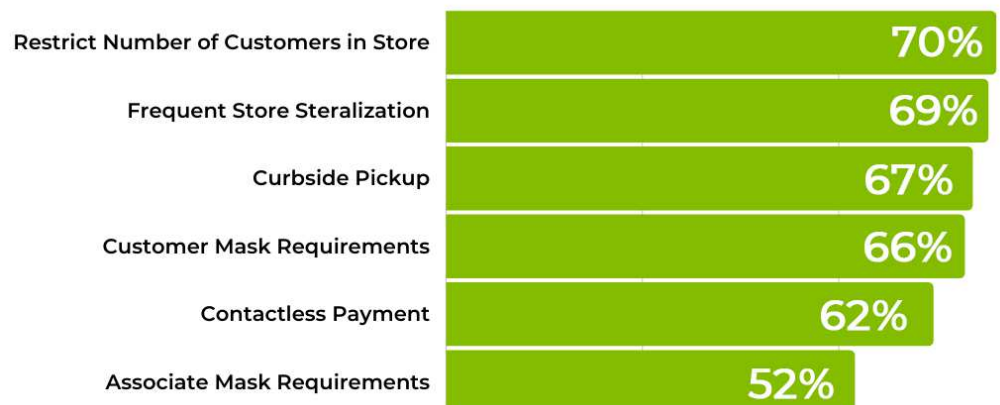 Restrict Number of Customers in Store 70%
Frequent Store Steralization 69%
Curbside Pickup 67%
Customer Mask Requirements 66%
Contactless Payment 62%
Associate Mask Requirements 52%